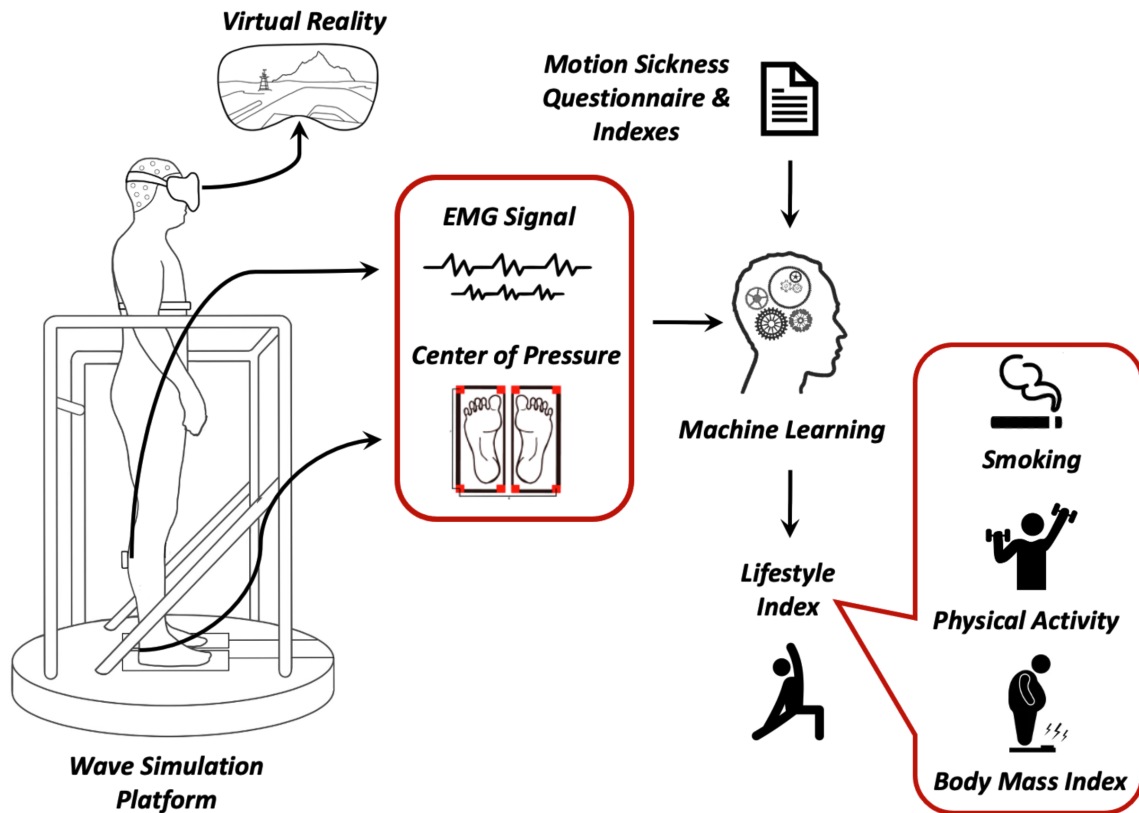 Virtual Reality
Motion Sickness
Questionnaire &
Indexes
EMG Signal
Center of Pressure
Machine Learning
Lifestyle
Index
Smoking
Physical Activity
Body Mass Index
Wave Simulation
Platform